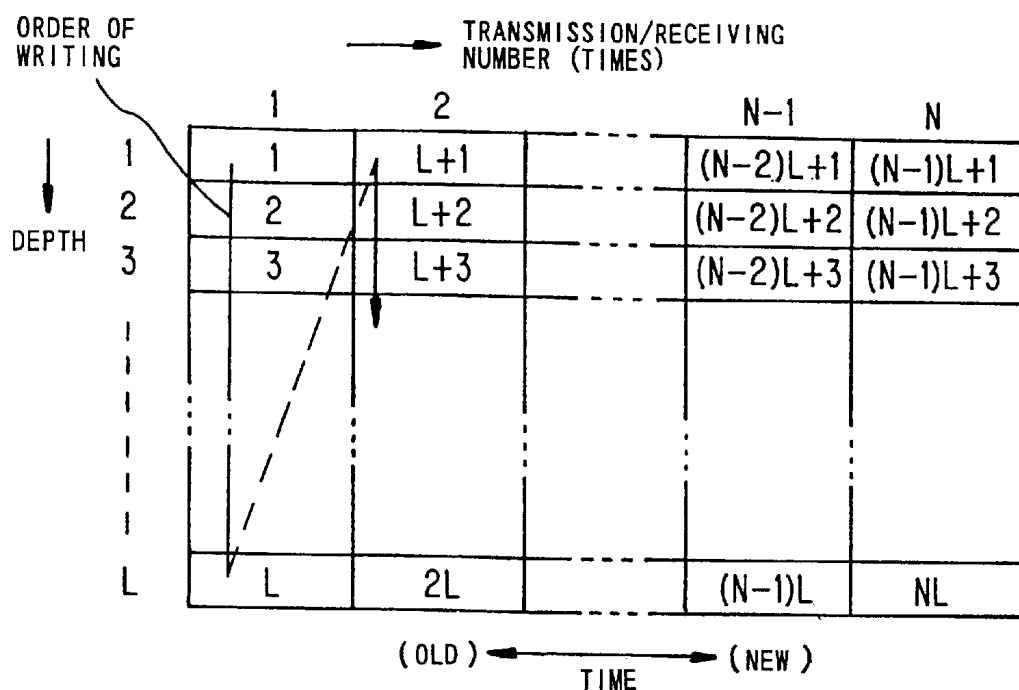 ORDER OF
WRITING
TRANSMISSION/RECEIVING
NUMBER (TIMES)
1 2 N-1 N
DEPTH
1 1 L+1 (N-2)L+1 (N-1)L+1
2 2 L+2 (N-2)L+2 (N-1)L+2
3 3 L+3 (N-2)L+3 (N-1)L+3
L L 2L (N-1)L NL
(OLD) (NEW)
TIME